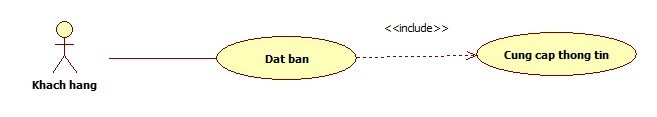 <<include>>
Dat ban
Cung cap thong tin
Khach hang